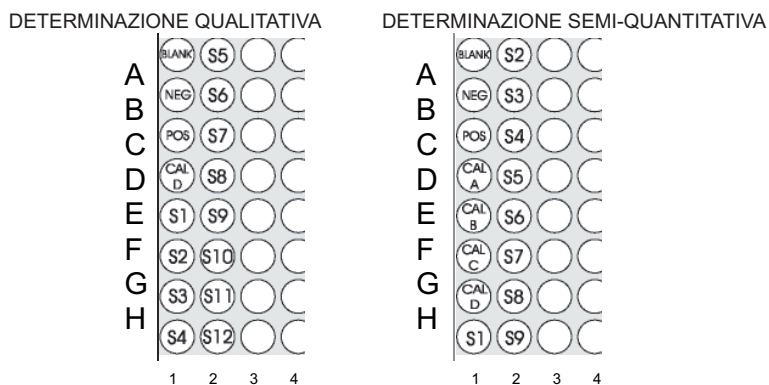 DETERMINAZIONE QUALITATIVA
A
B
C
D
E
F
G
H
BLANK S5
NEG S6
POS S7
CAL D S8
S1 S9
S2 S10
S3 S11
S4 S12
1 2 3 4
DETERMINAZIONE SEMI-QUANTITATIVA
A
B
C
D
E
F
G
H
BLANK S2
NEG S3
POS S4
CAL A S5
CAL B S6
CAL C S7
CAL D S8
S1 S9
1 2 3 4